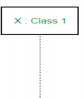 X : Class 1